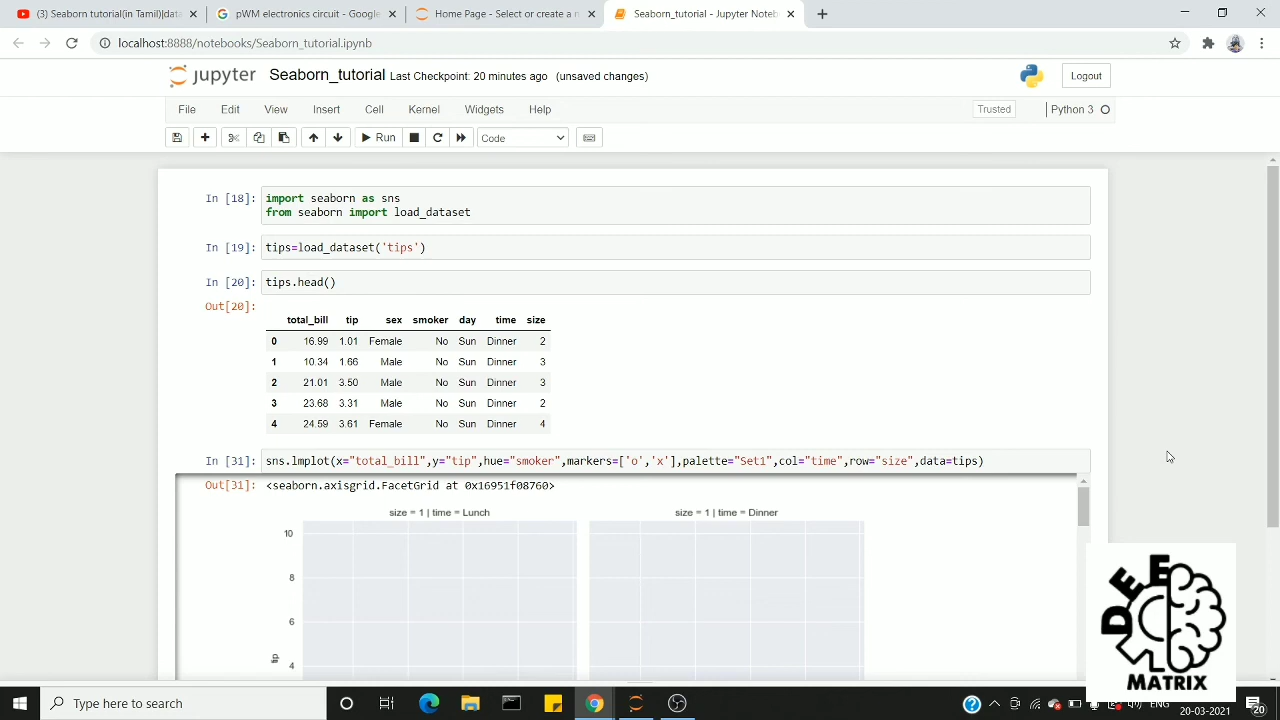 (3) Seaborn tutorial(in Tamil)|dat
pWM electronics circuit - Google
Home Page - Select or create a n
Seaborn_tutorial - Jupyter Noteb
localhost:8888/notebooks/Seaborn_tutorial.ipynb
jupyter Seaborn_tutorial Last Checkpoint: 20 minutes ago (unsaved changes)
Logout
File Edit View Insert Cell Kernel Widgets Help
Trusted
Python 3
Run
Code
In [18]: import seaborn as sns
from seaborn import load_dataset
In [19]: tips=load_dataset('tips')
In [20]: tips.head()
Out[20]:
total_bill tip sex smoker day time size
0 16.99 1.01 Female No Sun Dinner 2
1 10.34 1.66 Male No Sun Dinner 3
2 21.01 3.50 Male No Sun Dinner 3
3 23.68 3.31 Male No Sun Dinner 2
4 24.59 3.61 Female No Sun Dinner 4
In [31]: sns.lmplot(x="total_bill",y="tip",hue="smoker",markers=['o','x'],palette="Set1",col="time",row="size",data=tips)
Out[31]: <seaborn.axisgrid.FacetGrid at 0x16951f08760>
size = 1 | time = Lunch
size = 1 | time = Dinner
10
8
6
4
tip
DEE
MATRIX
Type here to search
ENG
20-03-2021
20